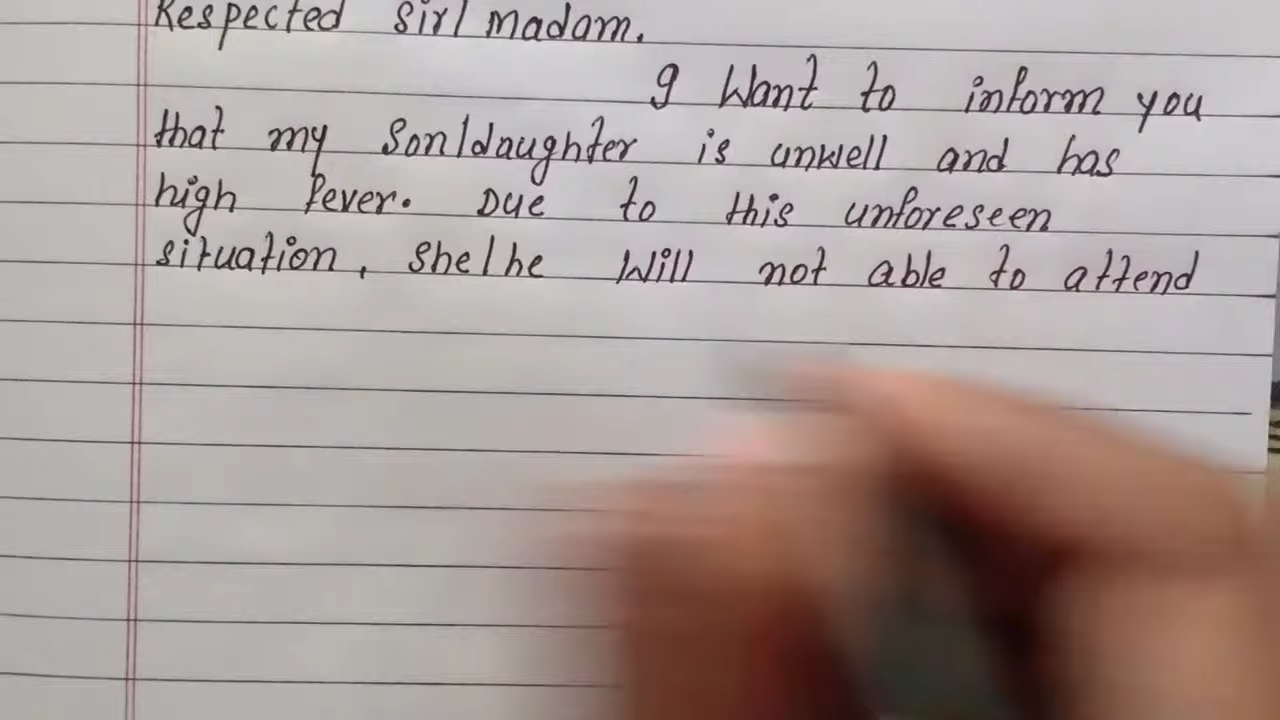 Respected sir/madam.
I Want to inform you
that my Son/daughter is unwell and has
high fever. Due to this unforeseen
situation, she/he Will not able to attend